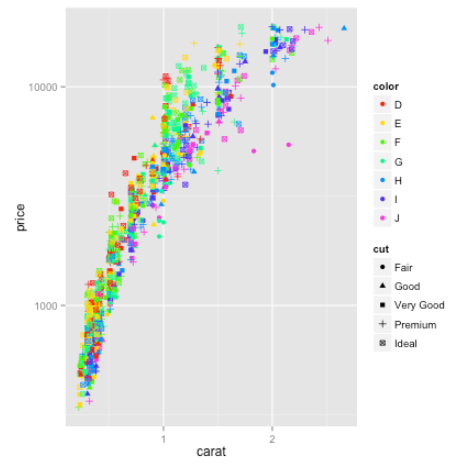 10000
1000
price
1
2
carat
color
D
E
F
G
H
I
J
cut
Fair
Good
Very Good
Premium
Ideal